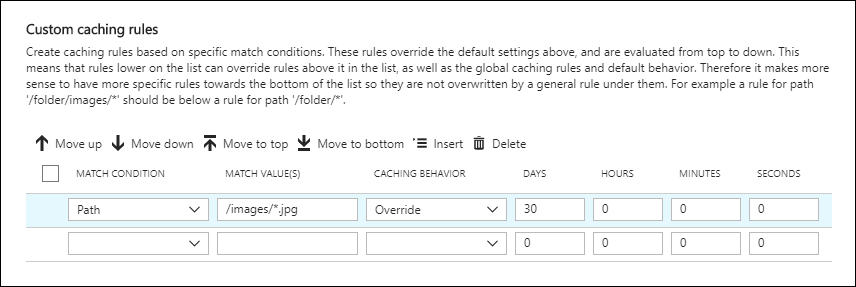 Custom caching rules
Create caching rules based on specific match conditions. These rules override the default settings above, and are evaluated from top to down. This
means that rules lower on the list can override rules above it in the list, as well as the global caching rules and default behavior. Therefore it makes more
sense to have more specific rules towards the bottom of the list so they are not overwritten by a general rule under them. For example a rule for path
'/folder/images/*' should be below a rule for path '/folder/*'.
Move up Move down Move to top Move to bottom Insert Delete
MATCH CONDITION MATCH VALUE(S) CACHING BEHAVIOR DAYS HOURS MINUTES SECONDS
Path /images/*.jpg Override 30 0 0 0
0 0 0 0